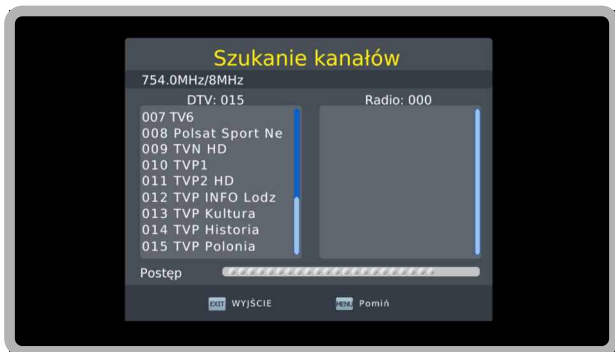 Szukanie kanałów
754.0MHz/8MHz
DTV: 015
Radio: 000
007 TV6
008 Polsat Sport Ne
009 TVN HD
010 TVP1
011 TVP2 HD
012 TVP INFO Lodz
013 TVP Kultura
014 TVP Historia
015 TVP Polonia
Postęp
EXIT WYJŚCIE
MENU Pomiń